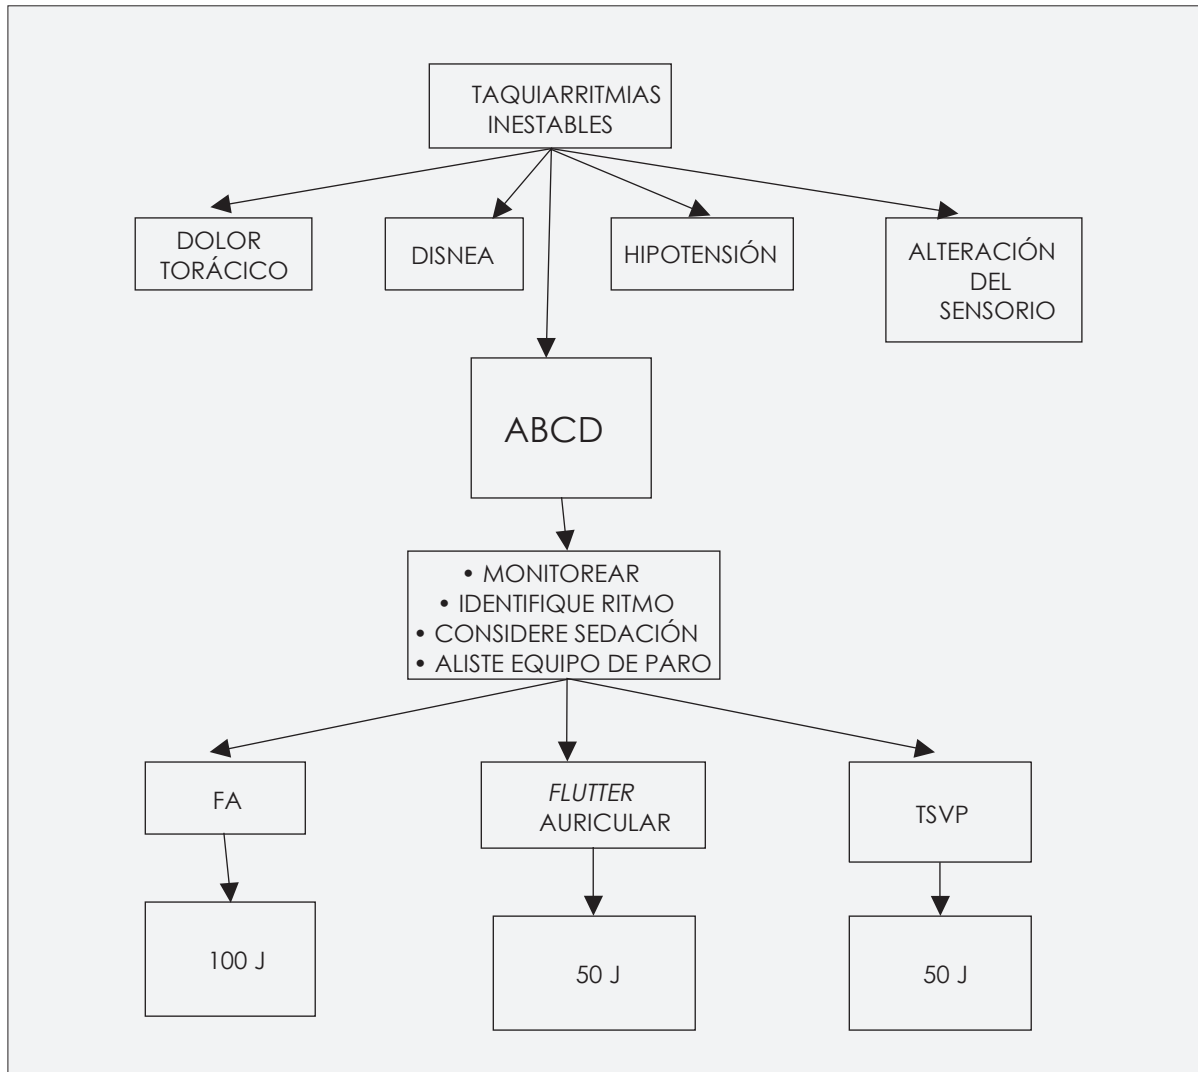 TAQUIARRITMIAS
INESTABLES
DOLOR
TORÁCICO
DISNEA
HIPOTENSIÓN
ALTERACIÓN
DEL
SENSORIO
ABCD
• MONITOREAR
• IDENTIFIQUE RITMO
• CONSIDERE SEDACIÓN
• ALISTE EQUIPO DE PARO
FA
FLUTTER
AURICULAR
TSVP
100 J
50 J
50 J